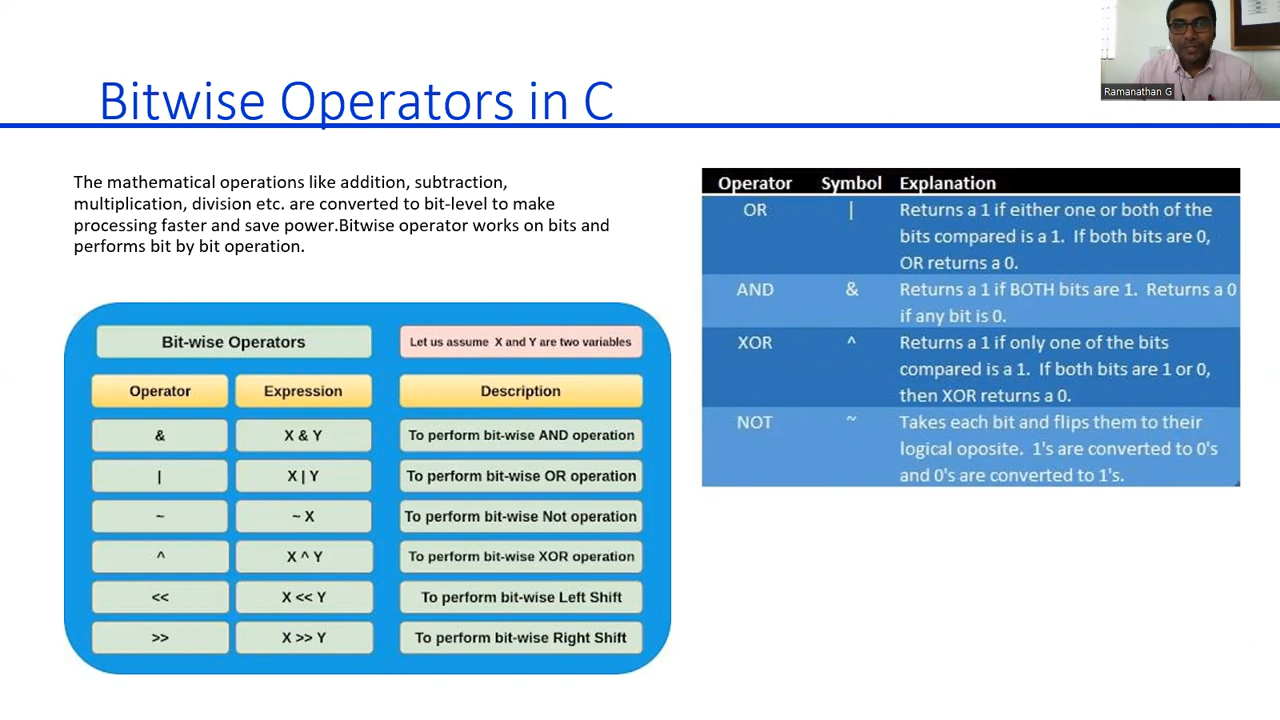 Ramanathan G
Bitwise Operators in C
The mathematical operations like addition, subtraction,
multiplication, division etc. are converted to bit-level to make
processing faster and save power.Bitwise operator works on bits and
performs bit by bit operation.
Bit-wise Operators
Let us assume X and Y are two variables
Operator Expression Description
& X & Y To perform bit-wise AND operation
| X | Y To perform bit-wise OR operation
~ ~ X To perform bit-wise Not operation
^ X ^ Y To perform bit-wise XOR operation
<< X << Y To perform bit-wise Left Shift
>> X >> Y To perform bit-wise Right Shift
Operator Symbol Explanation
OR | Returns a 1 if either one or both of the
bits compared is a 1. If both bits are 0,
OR returns a 0.
AND & Returns a 1 if BOTH bits are 1. Returns a 0
if any bit is 0.
XOR ^ Returns a 1 if only one of the bits
compared is a 1. If both bits are 1 or 0,
then XOR returns a 0.
NOT ~ Takes each bit and flips them to their
logical oposite. 1's are converted to 0's
and 0's are converted to 1's.